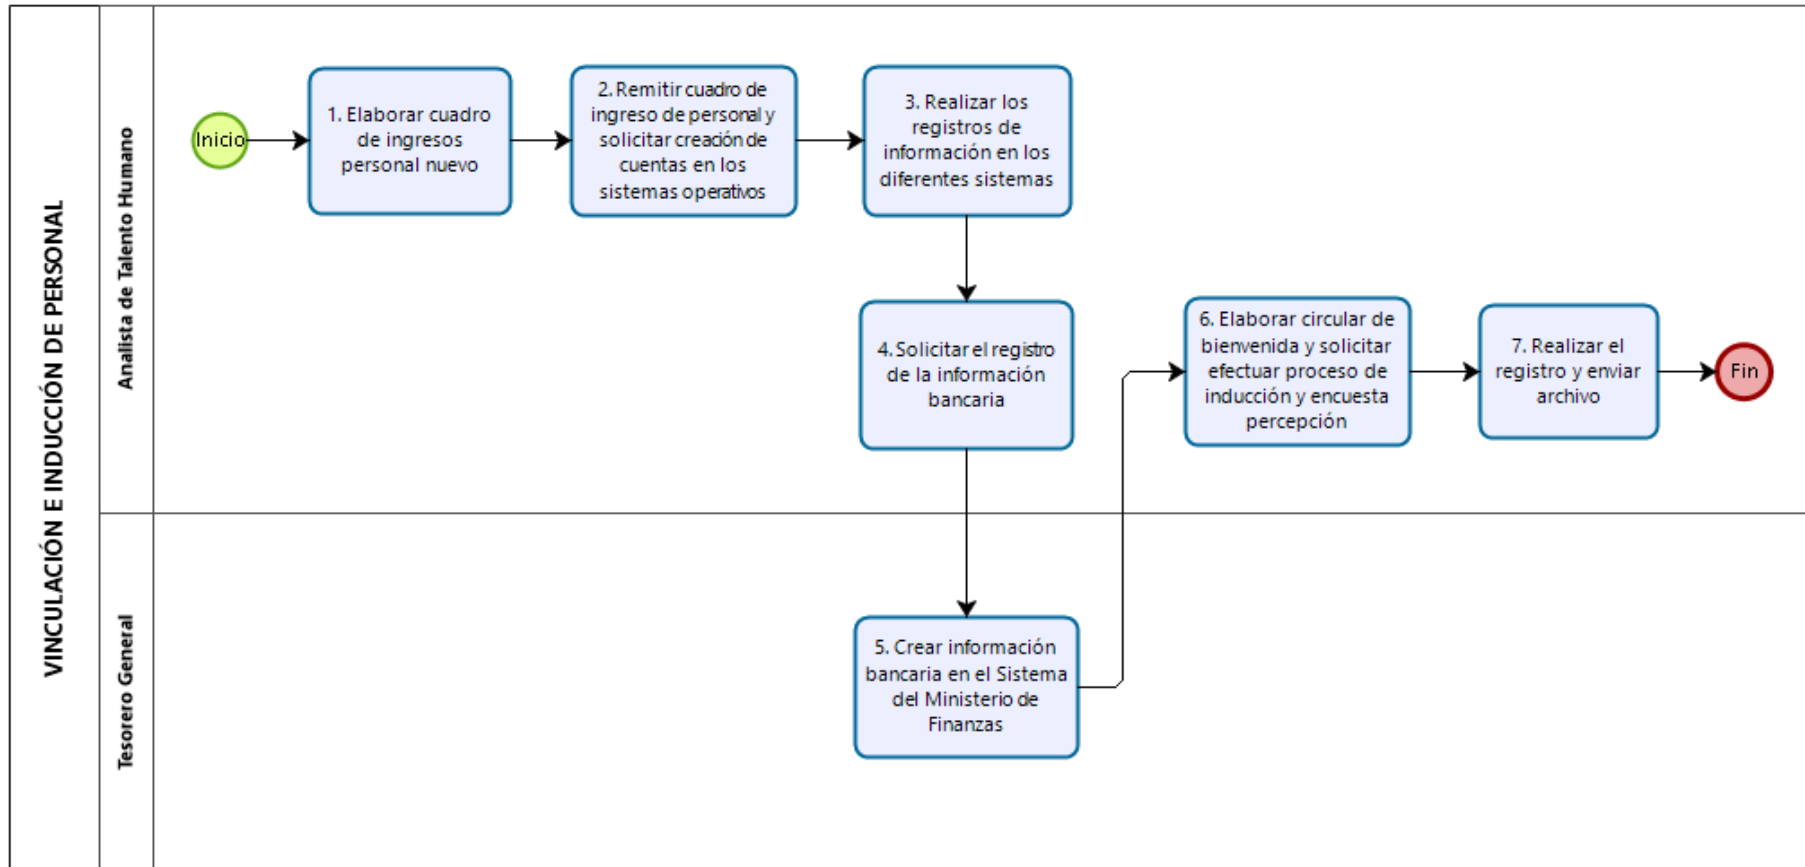 VINCULACIÓN E INDUCCIÓN DE PERSONAL
Analista de Talento Humano
Inicio
1. Elaborar cuadro
de ingresos
personal nuevo
2. Remitir cuadro de
ingreso de personal y
solicitar creación de
cuentas en los
sistemas operativos
3. Realizar los
registros de
información en los
diferentes sistemas
4. Solicitar el registro
de la información
bancaria
6. Elaborar circular de
bienvenida y solicitar
efectuar proceso de
inducción y encuesta
percepción
7. Realizar el
registro y enviar
archivo
Fin
Tesorero General
5. Crear información
bancaria en el Sistema
del Ministerio de
Finanzas